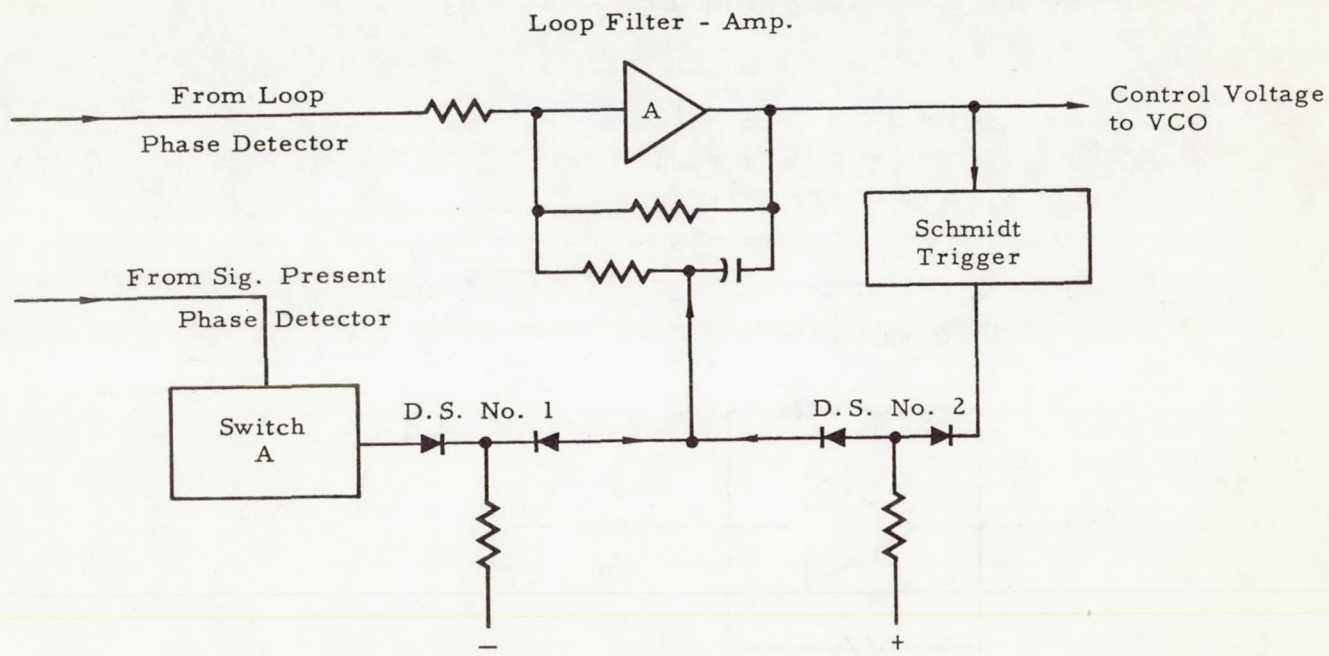 Loop Filter - Amp.
From Loop
Phase Detector
A
Control Voltage
to VCO
Schmidt
Trigger
From Sig. Present
Phase Detector
Switch
A
D.S. No. 1
D.S. No. 2
−
+